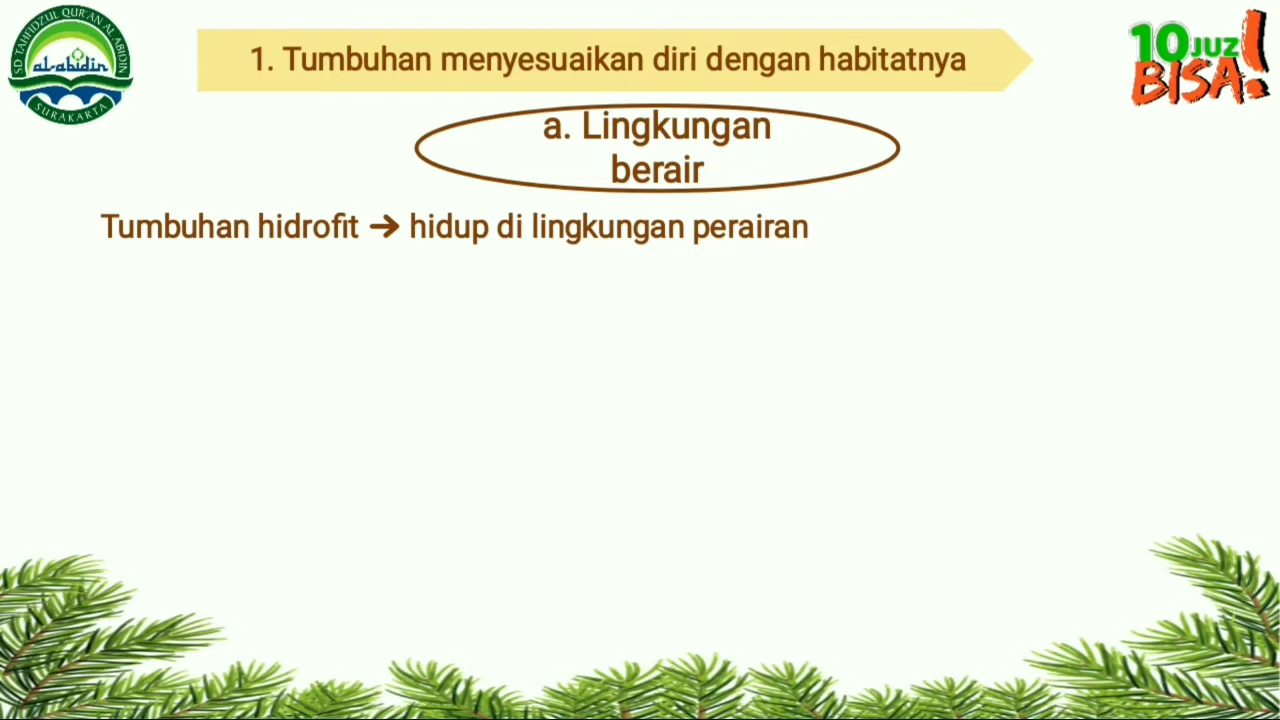 SD TAHFIDZUL QUR'AN AL ABIDIN
al-abidin
SURAKARTA
1. Tumbuhan menyesuaikan diri dengan habitatnya
10 JUZ
BISA!
a. Lingkungan
berair
Tumbuhan hidrofit ➔ hidup di lingkungan perairan